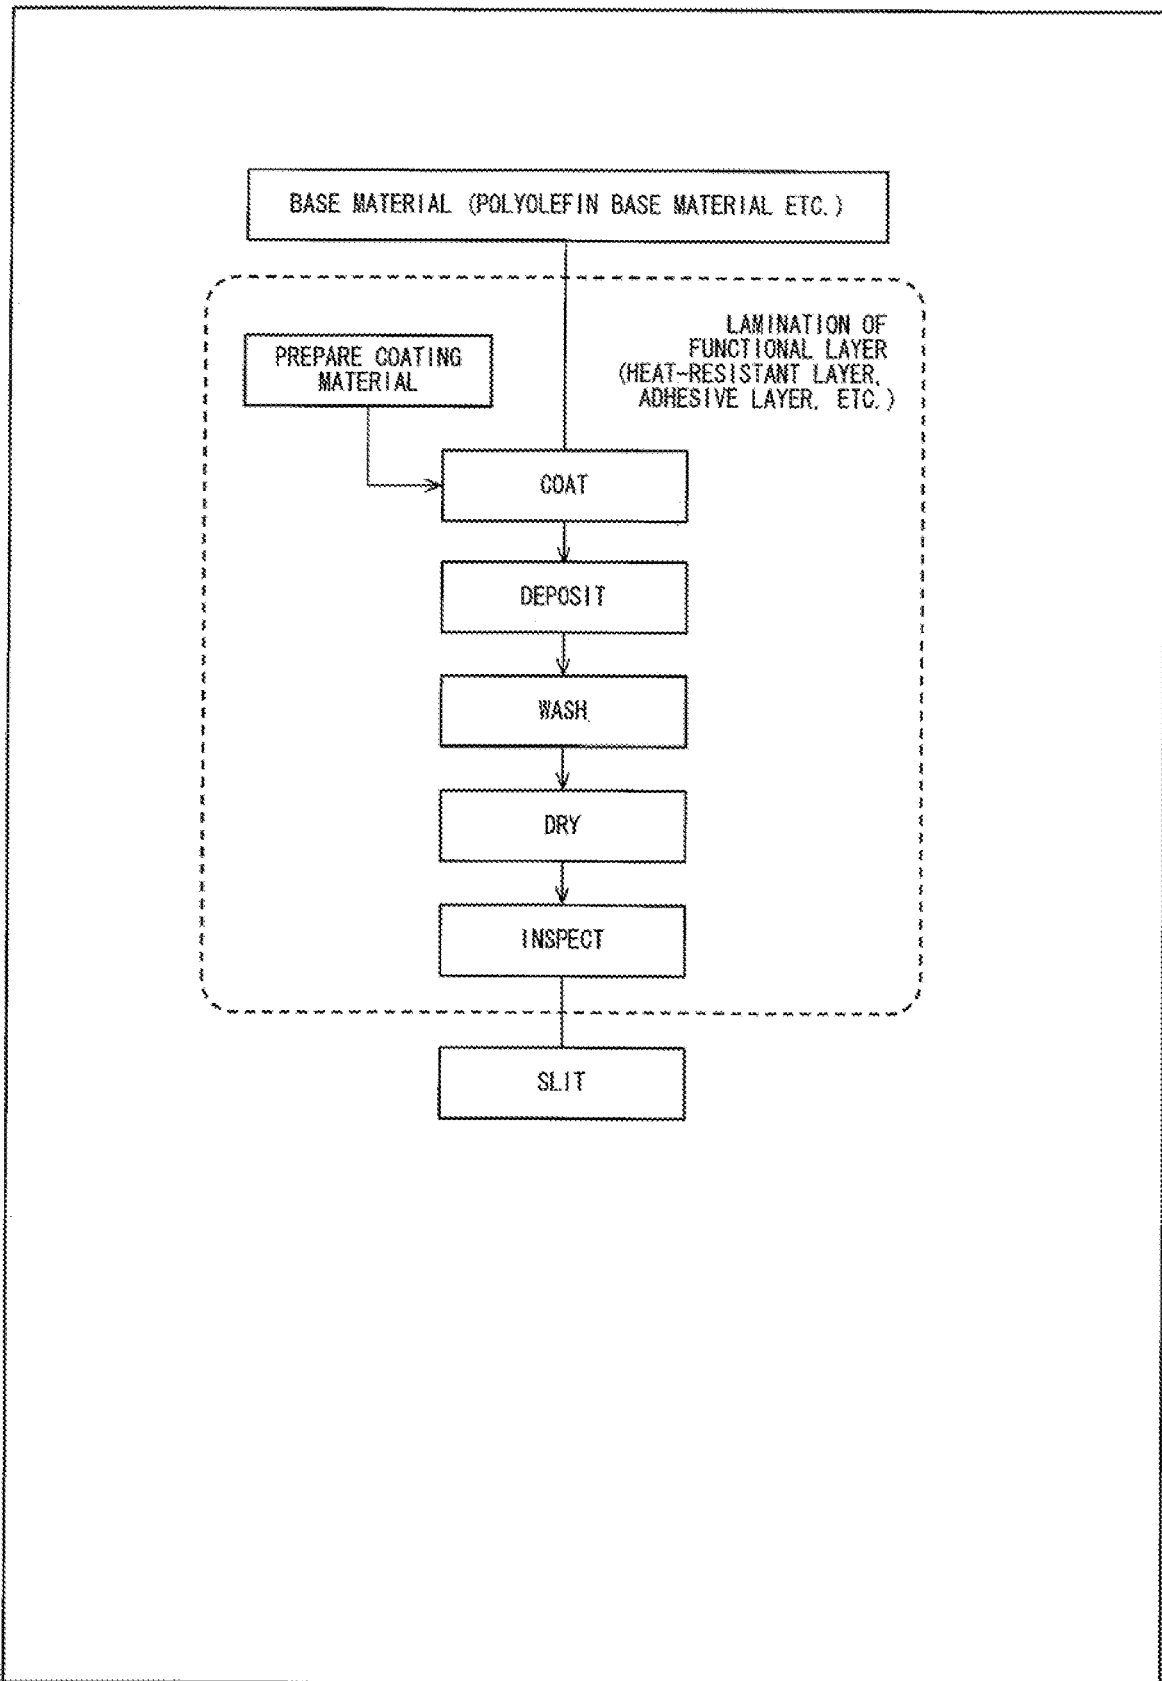 BASE MATERIAL (POLYOLEFIN BASE MATERIAL ETC.)
LAMINATION OF
FUNCTIONAL LAYER
(HEAT-RESISTANT LAYER,
ADHESIVE LAYER, ETC.)
PREPARE COATING
MATERIAL
COAT
DEPOSIT
WASH
DRY
INSPECT
SLIT